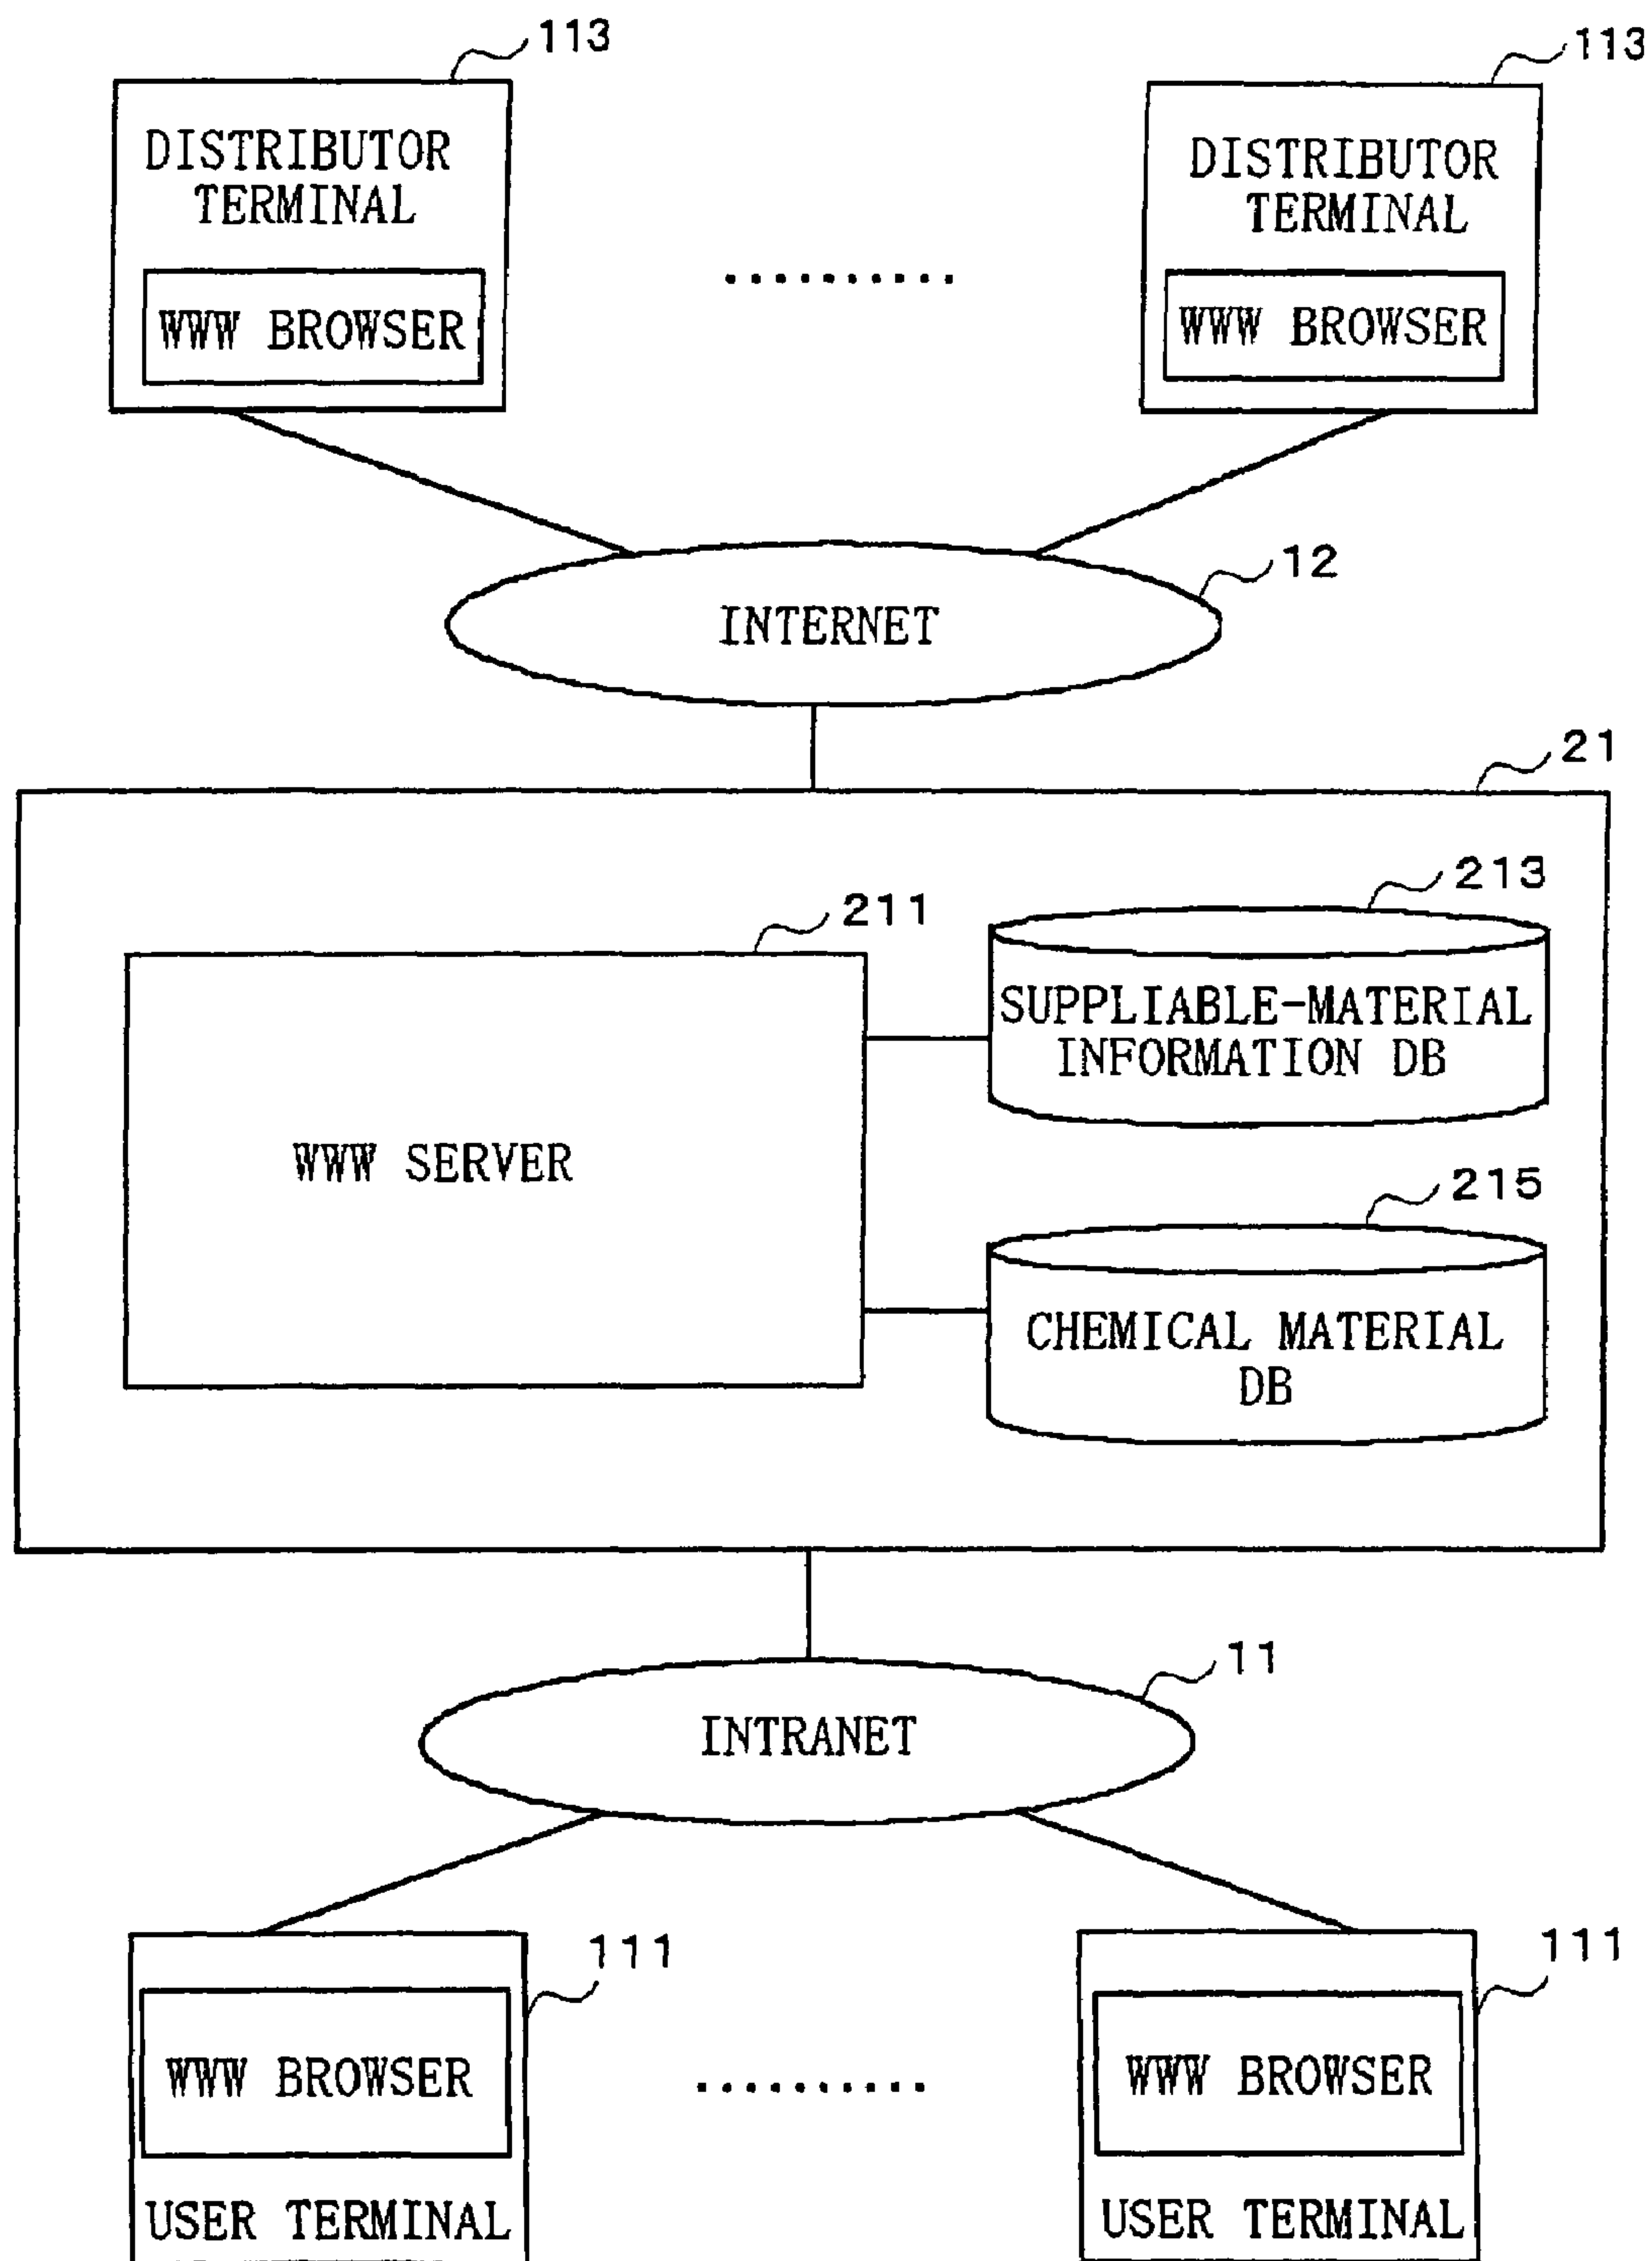 113
113
DISTRIBUTOR
TERMINAL
WWW BROWSER
DISTRIBUTOR
TERMINAL
WWW BROWSER
12
INTERNET
21
213
211
SUPPLIABLE-MATERIAL
INFORMATION DB
WWW SERVER
215
CHEMICAL MATERIAL
DB
11
INTRANET
111
111
WWW BROWSER
WWW BROWSER
USER TERMINAL
USER TERMINAL